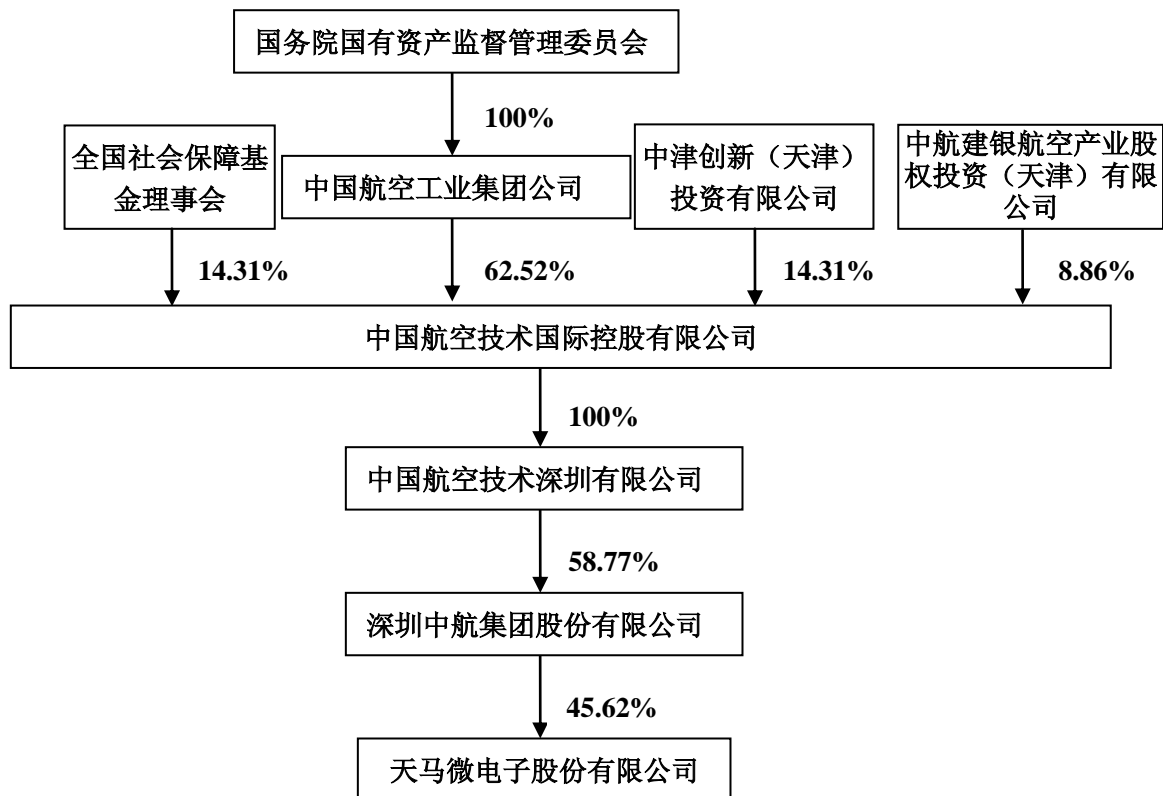 国务院国有资产监督管理委员会
100%
全国社会保障基
金理事会
中国航空工业集团公司
中津创新（天津）
投资有限公司
中航建银航空产业股
权投资（天津）有限
公司
14.31%
62.52%
14.31%
8.86%
中国航空技术国际控股有限公司
100%
中国航空技术深圳有限公司
58.77%
深圳中航集团股份有限公司
45.62%
天马微电子股份有限公司